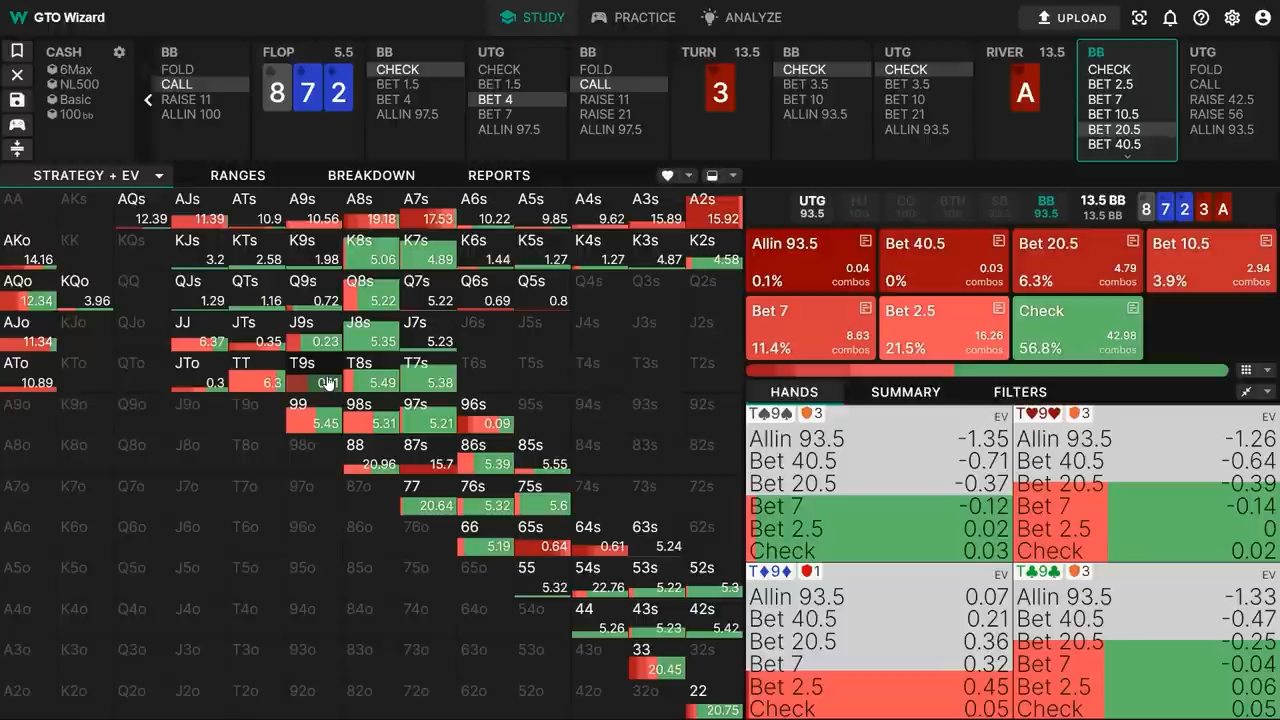 GTO Wizard
STUDY
PRACTICE
ANALYZE
UPLOAD
CASH
6Max
NL500
Basic
100 bb
BB
FOLD
CALL
RAISE 11
ALLIN 100
FLOP 5.5
8 7 2
BB
CHECK
BET 1.5
BET 4
ALLIN 97.5
UTG
CHECK
BET 1.5
BET 4
BET 7
ALLIN 97.5
BB
FOLD
CALL
RAISE 11
RAISE 21
ALLIN 97.5
TURN 13.5
3
BB
CHECK
BET 3.5
BET 10
ALLIN 93.5
UTG
CHECK
BET 3.5
BET 10
BET 21
ALLIN 93.5
RIVER 13.5
A
BB
CHECK
BET 2.5
BET 7
BET 10.5
BET 20.5
BET 40.5
UTG
FOLD
CALL
RAISE 42.5
RAISE 56
ALLIN 93.5
STRATEGY + EV
RANGES
BREAKDOWN
REPORTS
AA AKs AQs AJs ATs A9s A8s A7s A6s A5s A4s A3s A2s
12.39 11.39 10.9 10.56 19.18 17.53 10.22 9.85 9.62 15.89 15.92
AKo KK KQs KJs KTs K9s K8s K7s K6s K5s K4s K3s K2s
14.16 3.2 2.58 1.98 5.06 4.89 1.44 1.27 1.27 4.87 4.58
AQo KQo QQ QJs QTs Q9s Q8s Q7s Q6s Q5s Q4s Q3s Q2s
12.34 3.96 1.29 1.16 0.72 5.22 5.22 0.69 0.8
AJo KJo QJo JJ JTs J9s J8s J7s J6s J5s J4s J3s J2s
11.34 6.37 0.35 0.23 5.35 5.23
ATo KTo QTo JTo TT T9s T8s T7s T6s T5s T4s T3s T2s
10.89 0.3 6.3 5.49 5.38
A9o K9o Q9o J9o T9o 99 98s 97s 96s 95s 94s 93s 92s
5.45 5.31 5.21 0.09
A8o K8o Q8o J8o T8o 98o 88 87s 86s 85s 84s 83s 82s
20.96 15.7 5.39 5.55
A7o K7o Q7o J7o T7o 97o 87o 77 76s 75s 74s 73s 72s
20.64 5.32 5.6
A6o K6o Q6o J6o T6o 96o 86o 76o 66 65s 64s 63s 62s
5.19 0.64 0.61 5.24
A5o K5o Q5o J5o T5o 95o 85o 75o 65o 55 54s 53s 52s
5.32 22.76 5.22 5.3
A4o K4o Q4o J4o T4o 94o 84o 74o 64o 54o 44 43s 42s
5.26 5.23 5.42
A3o K3o Q3o J3o T3o 93o 83o 73o 63o 53o 43o 33 32s
20.45
A2o K2o Q2o J2o T2o 92o 82o 72o 62o 52o 42o 32o 22
20.75
UTG 93.5
HJ 100
CO 100
BTN 100
SB 99.5
BB 93.5
13.5 BB
13.5 BB
8 7 2 3 A
Allin 93.5
0.04
0.1% combos
Bet 40.5
0.03
0% combos
Bet 20.5
4.79
6.3% combos
Bet 10.5
2.94
3.9% combos
Bet 7
8.63
11.4% combos
Bet 2.5
16.26
21.5% combos
Check
42.98
56.8% combos
HANDS
SUMMARY
FILTERS
T♠9♠ 3 EV
Allin 93.5 -1.35
Bet 40.5 -0.71
Bet 20.5 -0.37
Bet 7 -0.12
Bet 2.5 0.02
Check 0.03
T♥9♥ 3 EV
Allin 93.5 -1.26
Bet 40.5 -0.64
Bet 20.5 -0.39
Bet 7 -0.14
Bet 2.5 0
Check 0.02
T♦9♦ 1 EV
Allin 93.5 0.07
Bet 40.5 0.21
Bet 20.5 0.36
Bet 7 0.32
Bet 2.5 0.45
Check 0.05
T♣9♣ 3 EV
Allin 93.5 -1.33
Bet 40.5 -0.47
Bet 20.5 -0.25
Bet 7 -0.04
Bet 2.5 0.06
Check 0.05